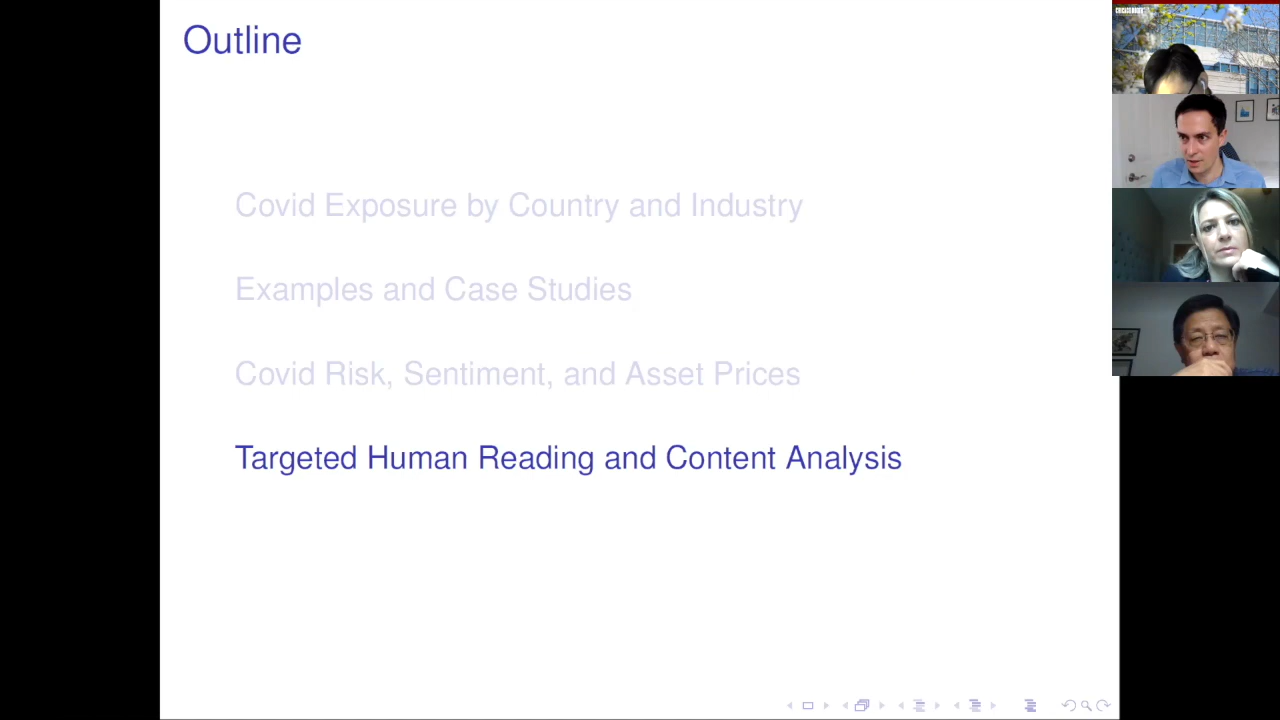 Outline
Covid Exposure by Country and Industry
Examples and Case Studies
Covid Risk, Sentiment, and Asset Prices
Targeted Human Reading and Content Analysis